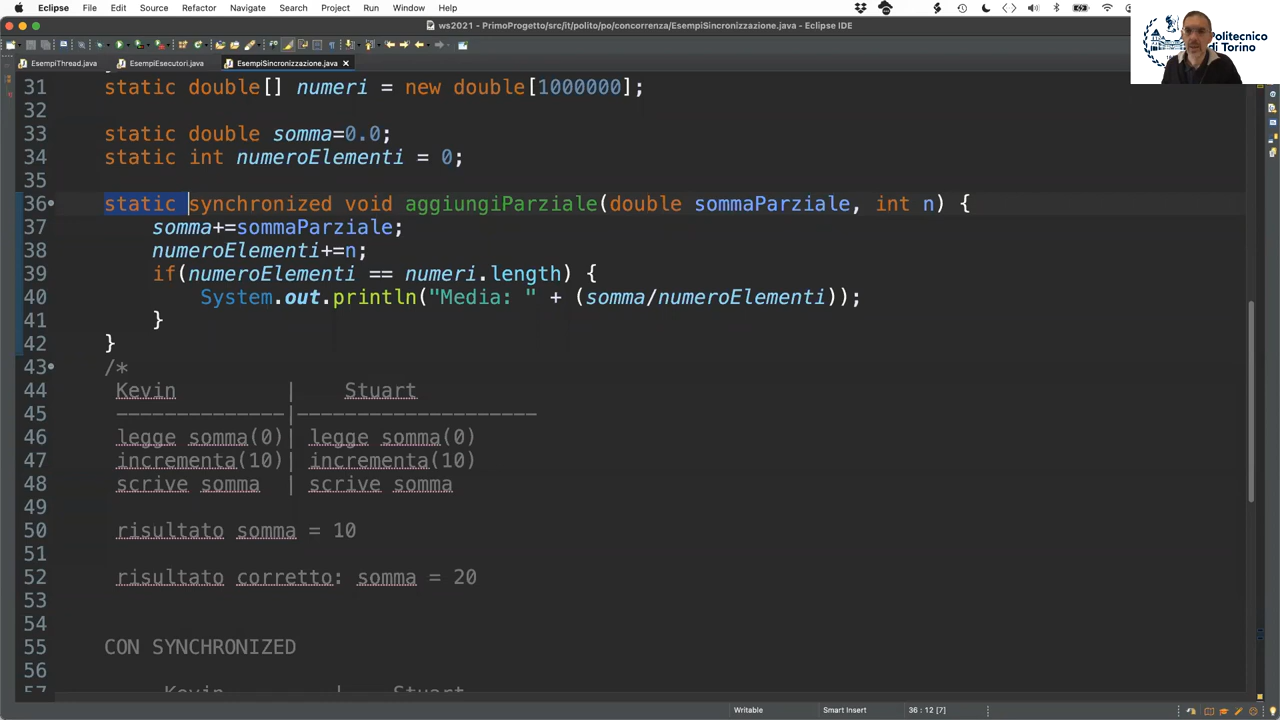 Eclipse File Edit Source Refactor Navigate Search Project Run Window Help
ws2021 - PrimoProgetto/src/it/polito/po/concorrenza/EsempiSincronizzazione.java - Eclipse IDE
Politecnico
di Torino
EsempiThread.java EsempiEsecutori.java EsempiSincronizzazione.java
31 static double[] numeri = new double[1000000];
32
33 static double somma=0.0;
34 static int numeroElementi = 0;
35
36 static synchronized void aggiungiParziale(double sommaParziale, int n) {
37 somma+=sommaParziale;
38 numeroElementi+=n;
39 if(numeroElementi == numeri.length) {
40 System.out.println("Media: " + (somma/numeroElementi));
41 }
42 }
43 /*
44 Kevin | Stuart
45 --------------|--------------------
46 legge somma(0)| legge somma(0)
47 incrementa(10)| incrementa(10)
48 scrive somma | scrive somma
49
50 risultato somma = 10
51
52 risultato corretto: somma = 20
53
54
55 CON SYNCHRONIZED
56
57 Kevin | Stuart
Writable Smart Insert 36 : 12 [7]